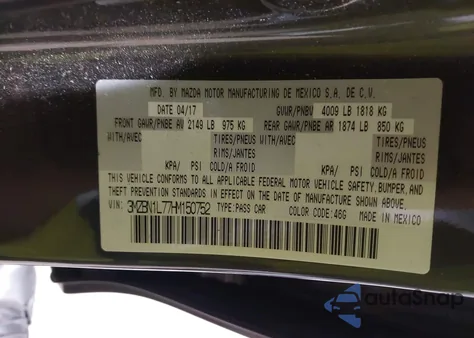 MFD. BY MAZDA MOTOR MANUFACTURING DE MEXICO S.A. DE C.V.
DATE 04/17 GVWR/PNBV 4009 LB 1818 KG
FRONT GAWR/PNBE AV 2149 LB 975 KG REAR GAWR/PNBE AR 1874 LB 850 KG
WITH/AVEC TIRES/PNEUS WITH/AVEC TIRES/PNEUS
RIMS/JANTES RIMS/JANTES
KPA/ PSI COLD/A FROID KPA/ PSI COLD/A FROID
THIS VEHICLE CONFORMS TO ALL APPLICABLE FEDERAL MOTOR VEHICLE SAFETY, BUMPER, AND
THEFT PREVENTION STANDARDS IN EFFECT ON THE DATE OF MANUFACTURE SHOWN ABOVE.
VIN: 3MZBN1L77HM150752 TYPE: PASS CAR COLOR CODE: 46G MADE IN MEXICO
autoSnap